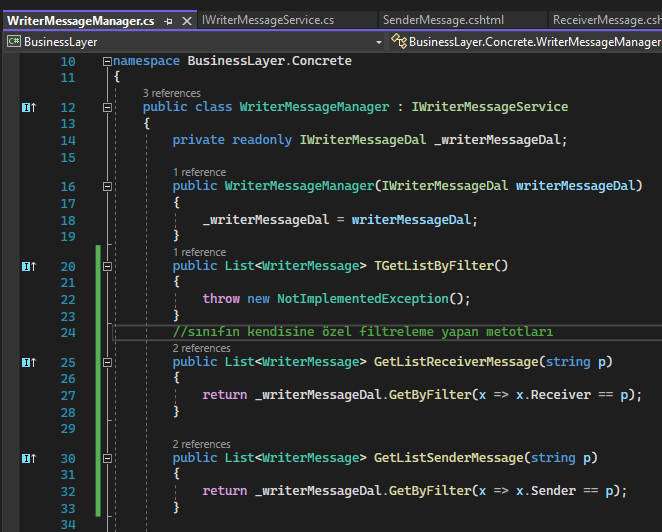 WriterMessageManager.cs IWriterMessageService.cs SenderMessage.cshtml ReceiverMessage.csh
C# BusinessLayer BusinessLayer.Concrete.WriterMessageManager
10 namespace BusinessLayer.Concrete
11 {
3 references
12 public class WriterMessageManager : IWriterMessageService
13 {
14 private readonly IWriterMessageDal _writerMessageDal;
15
1 reference
16 public WriterMessageManager(IWriterMessageDal writerMessageDal)
17 {
18 _writerMessageDal = writerMessageDal;
19 }
1 reference
20 public List<WriterMessage> TGetListByFilter()
21 {
22 throw new NotImplementedException();
23 }
24 //sınıfın kendisine özel filtreleme yapan metotları
2 references
25 public List<WriterMessage> GetListReceiverMessage(string p)
26 {
27 return _writerMessageDal.GetByFilter(x => x.Receiver == p);
28 }
29
2 references
30 public List<WriterMessage> GetListSenderMessage(string p)
31 {
32 return _writerMessageDal.GetByFilter(x => x.Sender == p);
33 }
34